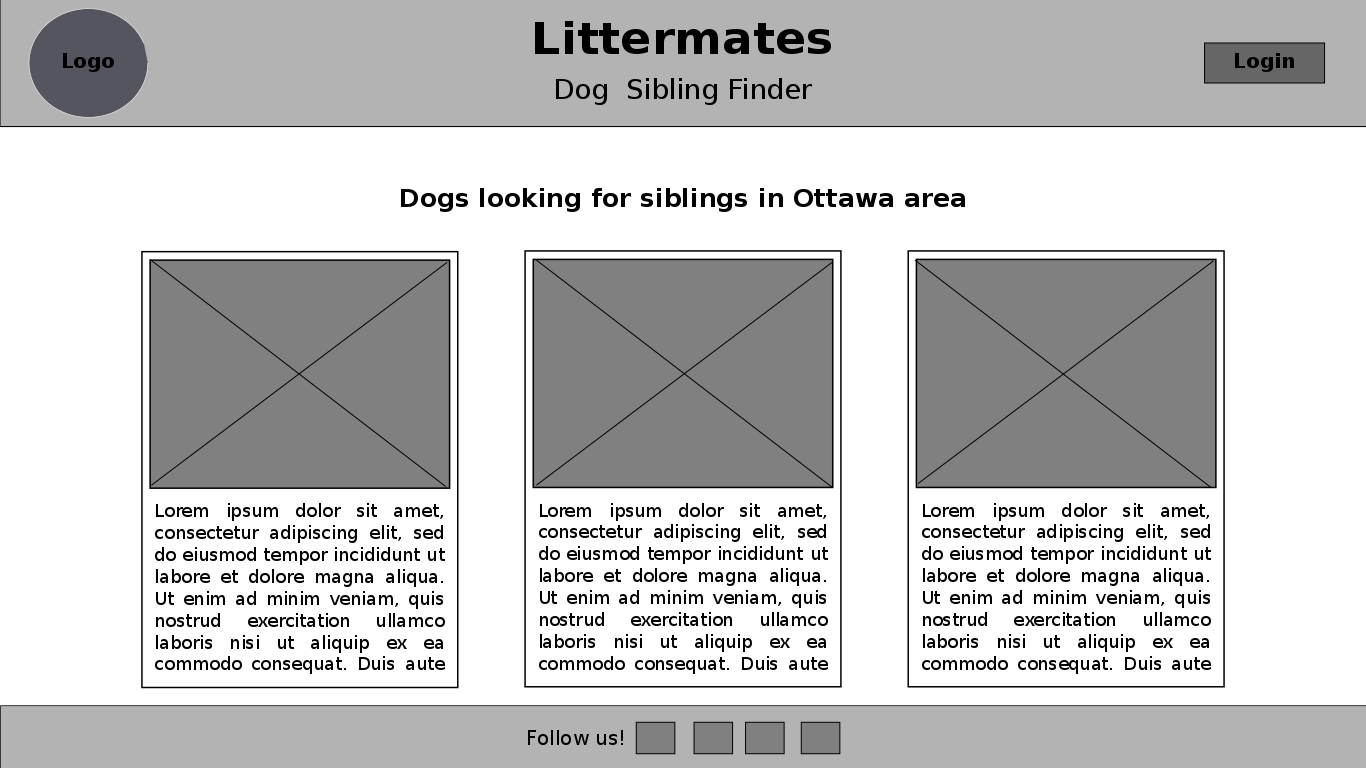 Logo
Littermates
Dog Sibling Finder
Login
Dogs looking for siblings in Ottawa area
Lorem ipsum dolor sit amet,
consectetur adipiscing elit, sed
do eiusmod tempor incididunt ut
labore et dolore magna aliqua.
Ut enim ad minim veniam, quis
nostrud exercitation ullamco
laboris nisi ut aliquip ex ea
commodo consequat. Duis aute
Lorem ipsum dolor sit amet,
consectetur adipiscing elit, sed
do eiusmod tempor incididunt ut
labore et dolore magna aliqua.
Ut enim ad minim veniam, quis
nostrud exercitation ullamco
laboris nisi ut aliquip ex ea
commodo consequat. Duis aute
Lorem ipsum dolor sit amet,
consectetur adipiscing elit, sed
do eiusmod tempor incididunt ut
labore et dolore magna aliqua.
Ut enim ad minim veniam, quis
nostrud exercitation ullamco
laboris nisi ut aliquip ex ea
commodo consequat. Duis aute
Follow us!